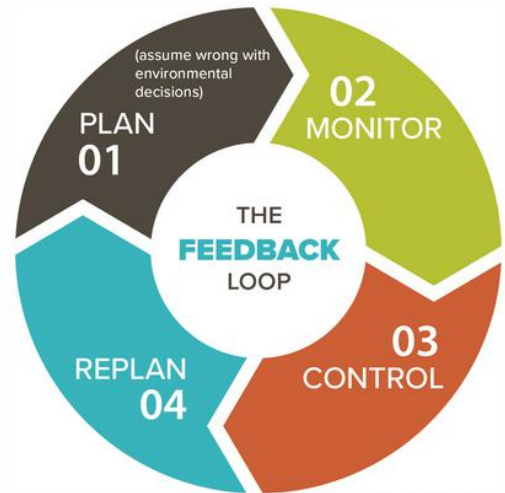 (assume wrong with
environmental
decisions)
PLAN
01
02
MONITOR
THE
FEEDBACK
LOOP
03
CONTROL
REPLAN
04